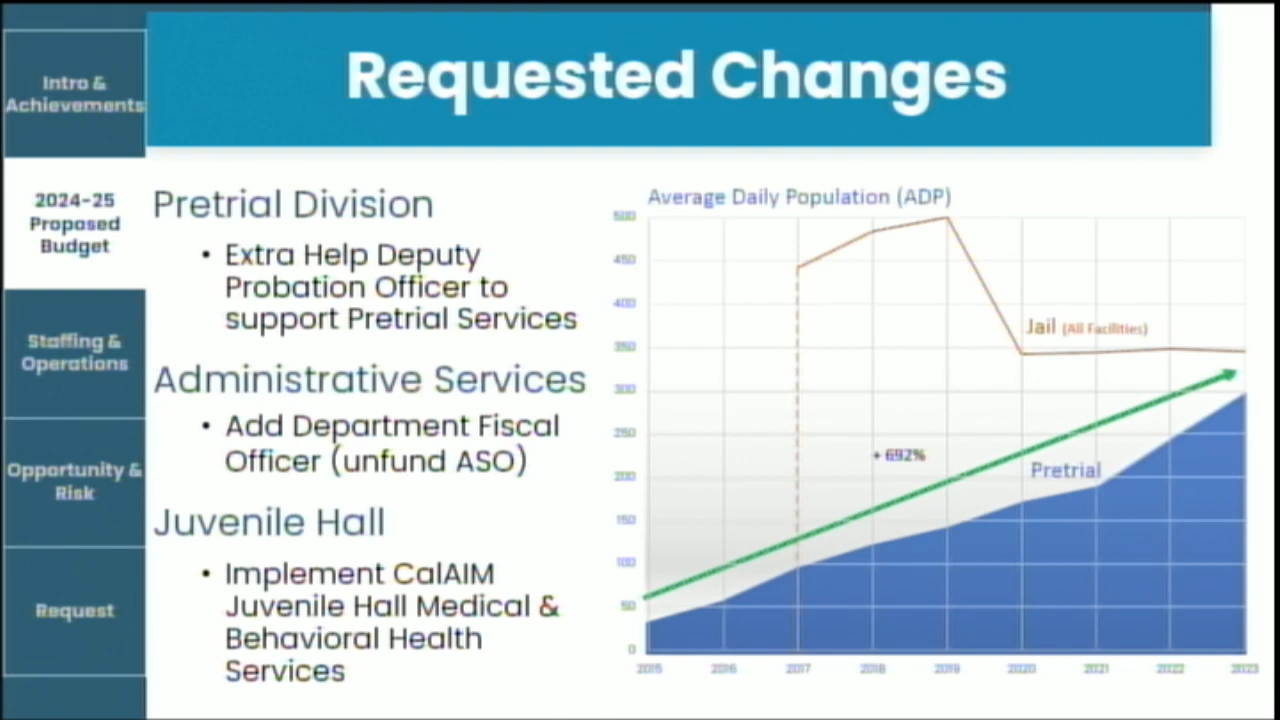 Requested Changes
Intro &
Achievements
2024-25
Proposed
Budget
Staffing &
Operations
Opportunity &
Risk
Request
Pretrial Division
• Extra Help Deputy
Probation Officer to
support Pretrial Services
Administrative Services
• Add Department Fiscal
Officer (unfund ASO)
Juvenile Hall
• Implement CalAIM
Juvenile Hall Medical &
Behavioral Health
Services
Average Daily Population (ADP)
500
450
400
350
300
250
200
150
100
50
0
Jail (All Facilities)
+ 692%
Pretrial
2015 2016 2017 2018 2019 2020 2021 2022 2023